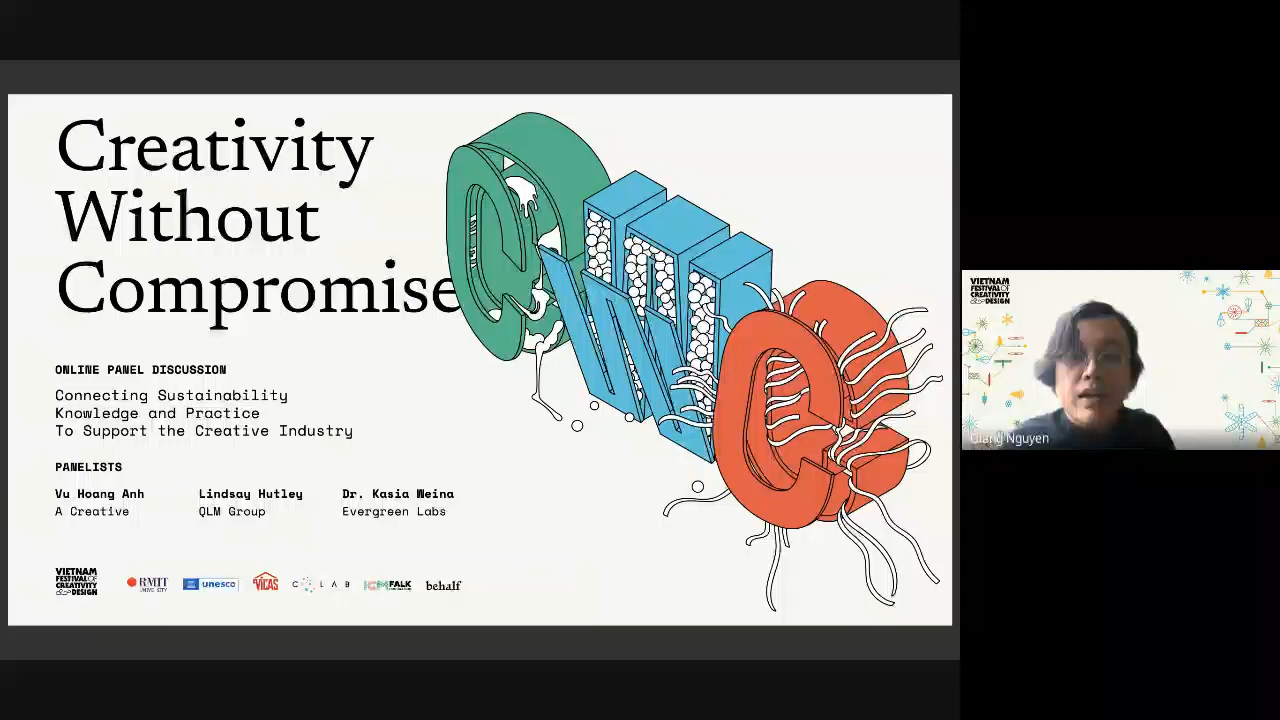 Creativity
Without
Compromise
ONLINE PANEL DISCUSSION
Connecting Sustainability
Knowledge and Practice
To Support the Creative Industry
PANELISTS
Vu Hoang Anh
A Creative
Lindsay Hutley
QLM Group
Dr. Kasia Weina
Evergreen Labs
VIETNAM
FESTIVAL OF
CREATIVITY
& DESIGN
RMIT
UNIVERSITY
unesco
VICAS
C O L A B
FALK
behalf
VIETNAM
FESTIVAL OF
CREATIVITY
& DESIGN
Giang Nguyen